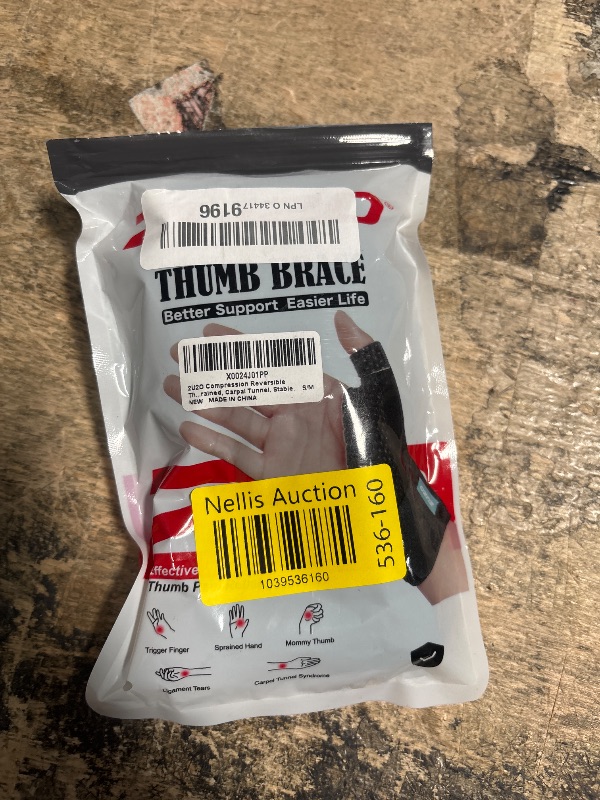 LPN O 34417
9196
THUMB BRACE
Better Support Easier Life
X0024J01PP
2U2O Compression Reversible
Th...rained, Carpal Tunnel, Stable. S/M
NEW MADE IN CHINA
Nellis Auction
1039536160
536-160
Effective
Thumb P
Trigger Finger
Sprained Hand
Mommy Thumb
Ligament Tears
Carpal Tunnel Syndrome